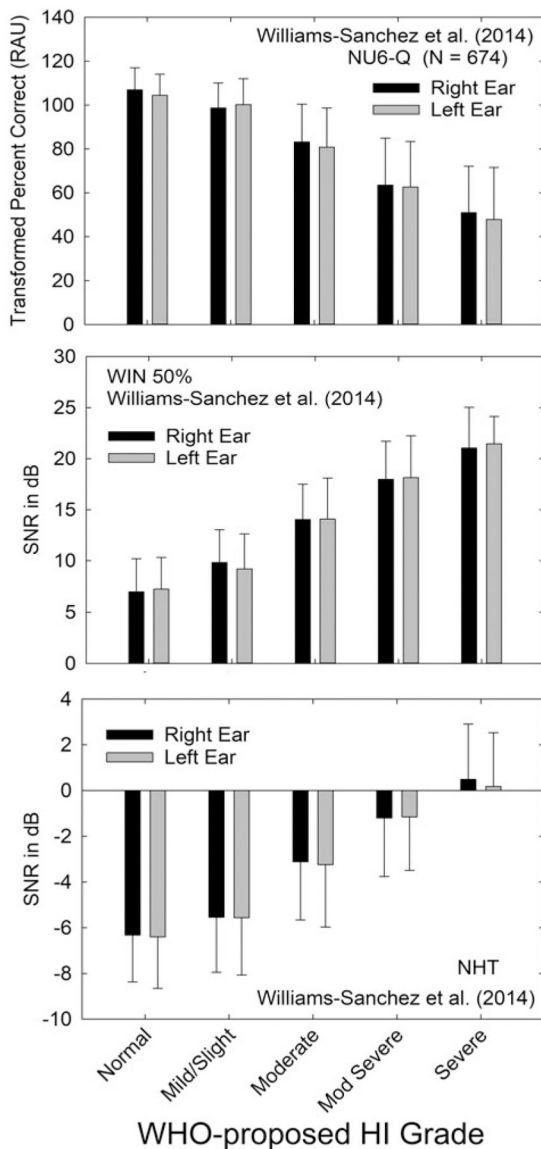 Williams-Sanchez et al. (2014)
NU6-Q (N = 674)
Right Ear
Left Ear
Transformed Percent Correct (RAU)
140
120
100
80
60
40
20
0
WIN 50%
Williams-Sanchez et al. (2014)
Right Ear
Left Ear
SNR in dB
30
25
20
15
10
5
0
Right Ear
Left Ear
SNR in dB
4
2
0
-2
-4
-6
-8
-10
NHT
Williams-Sanchez et al. (2014)
Normal
Mild/Slight
Moderate
Mod Severe
Severe
WHO-proposed HI Grade